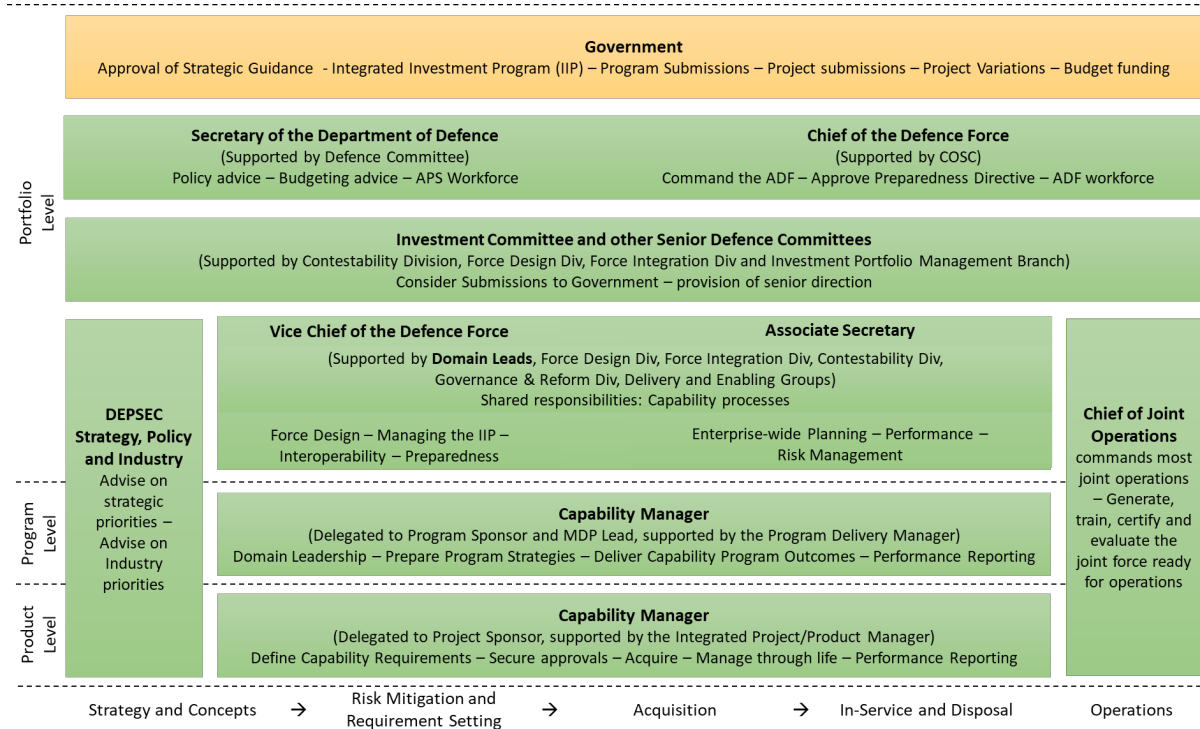 Government
Approval of Strategic Guidance  - Integrated Investment Program (IIP) – Program Submissions – Project submissions – Project Variations – Budget funding
Portfolio
Level
Secretary of the Department of Defence
(Supported by Defence Committee)
Policy advice – Budgeting advice – APS Workforce
Chief of the Defence Force
(Supported by COSC)
Command the ADF – Approve Preparedness Directive – ADF workforce
Investment Committee and other Senior Defence Committees
(Supported by Contestability Division, Force Design Div, Force Integration Div and Investment Portfolio Management Branch)
Consider Submissions to Government – provision of senior direction
DEPSEC
Strategy, Policy
and Industry
Advise on
strategic
priorities –
Advise on
Industry
priorities
Vice Chief of the Defence Force
Associate Secretary
(Supported by Domain Leads, Force Design Div, Force Integration Div, Contestability Div,
Governance & Reform Div, Delivery and Enabling Groups)
Shared responsibilities: Capability processes
Force Design – Managing the IIP –
Interoperability – Preparedness
Enterprise-wide Planning – Performance –
Risk Management
Chief of Joint
Operations
commands most
joint operations
– Generate,
train, certify and
evaluate the
joint force ready
for operations
Program
Level
Capability Manager
(Delegated to Program Sponsor and MDP Lead, supported by the Program Delivery Manager)
Domain Leadership – Prepare Program Strategies – Deliver Capability Program Outcomes – Performance Reporting
Product
Level
Capability Manager
(Delegated to Project Sponsor, supported by the Integrated Project/Product Manager)
Define Capability Requirements – Secure approvals – Acquire – Manage through life – Performance Reporting
Strategy and Concepts
→
Risk Mitigation and
Requirement Setting
→
Acquisition
→
In-Service and Disposal
Operations